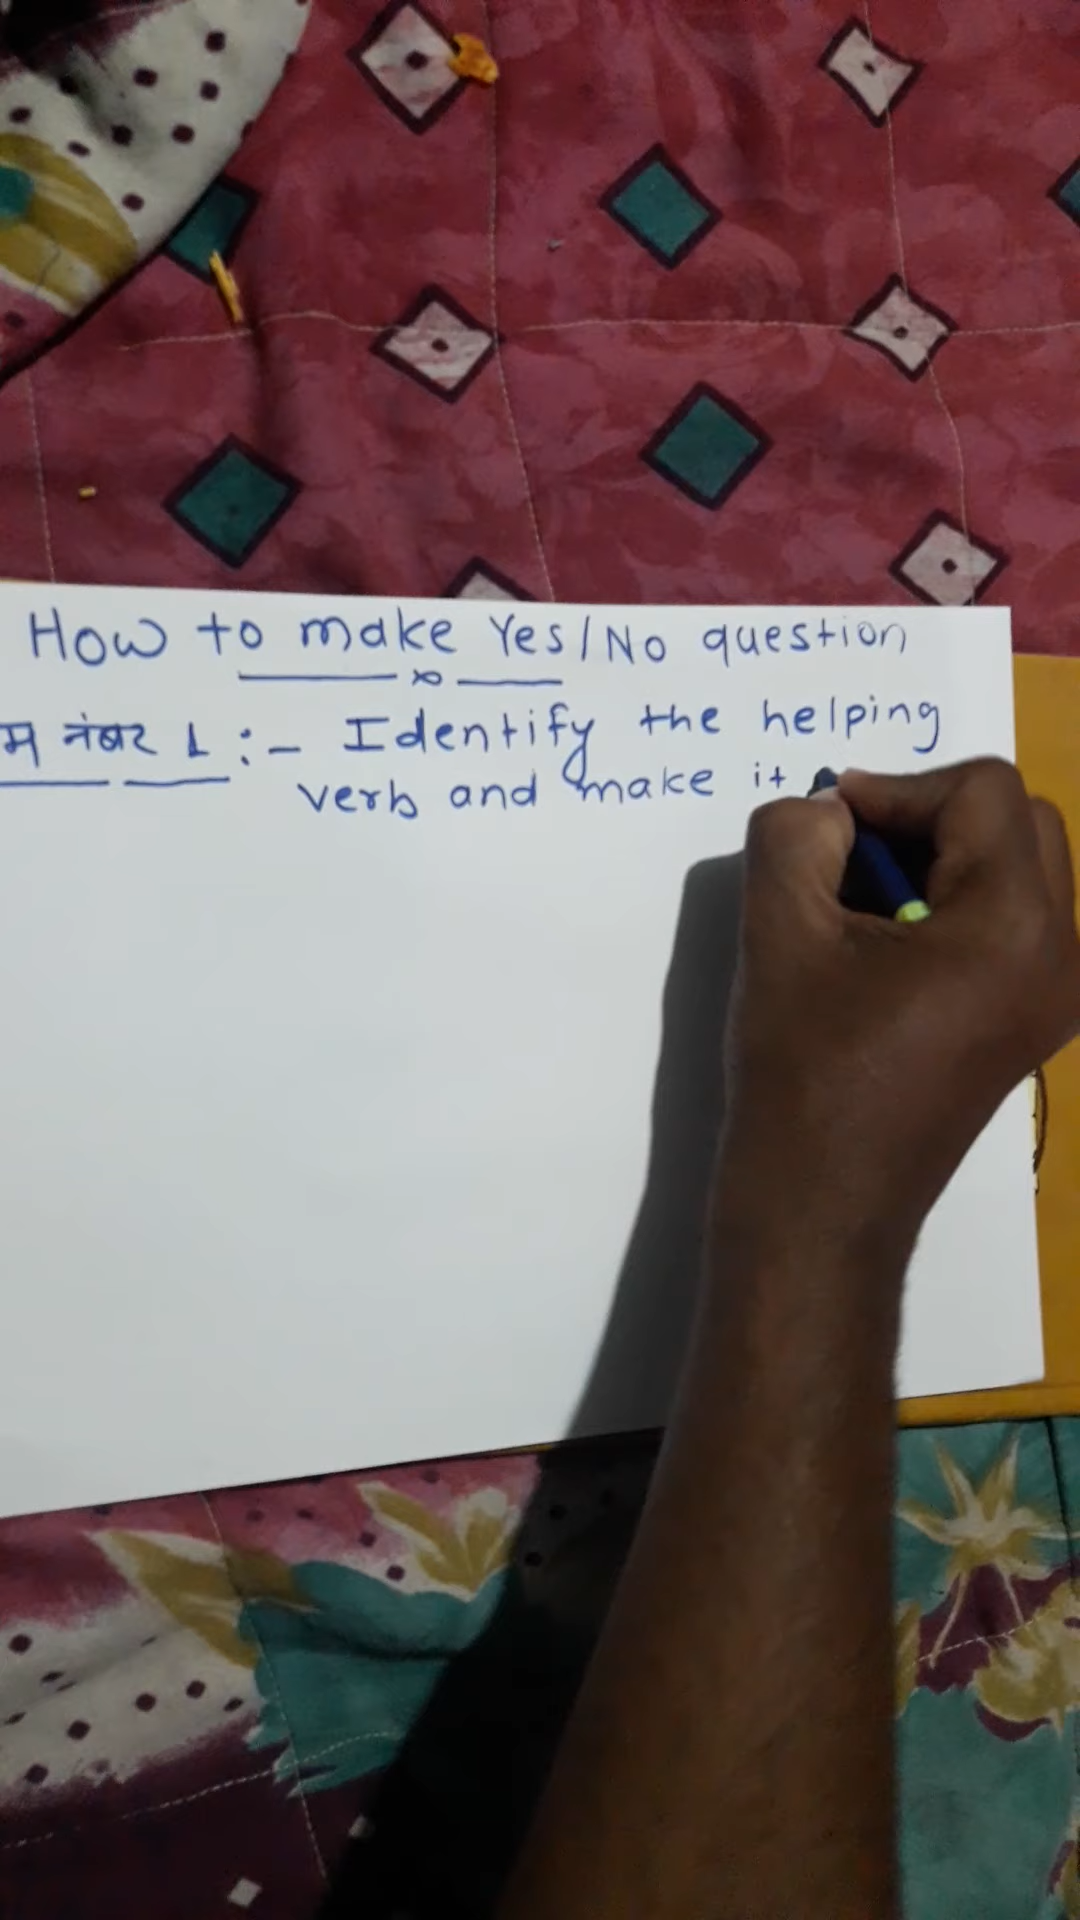 How to make Yes/No question
म नंबर 1 :- Identify the helping
verb and make it